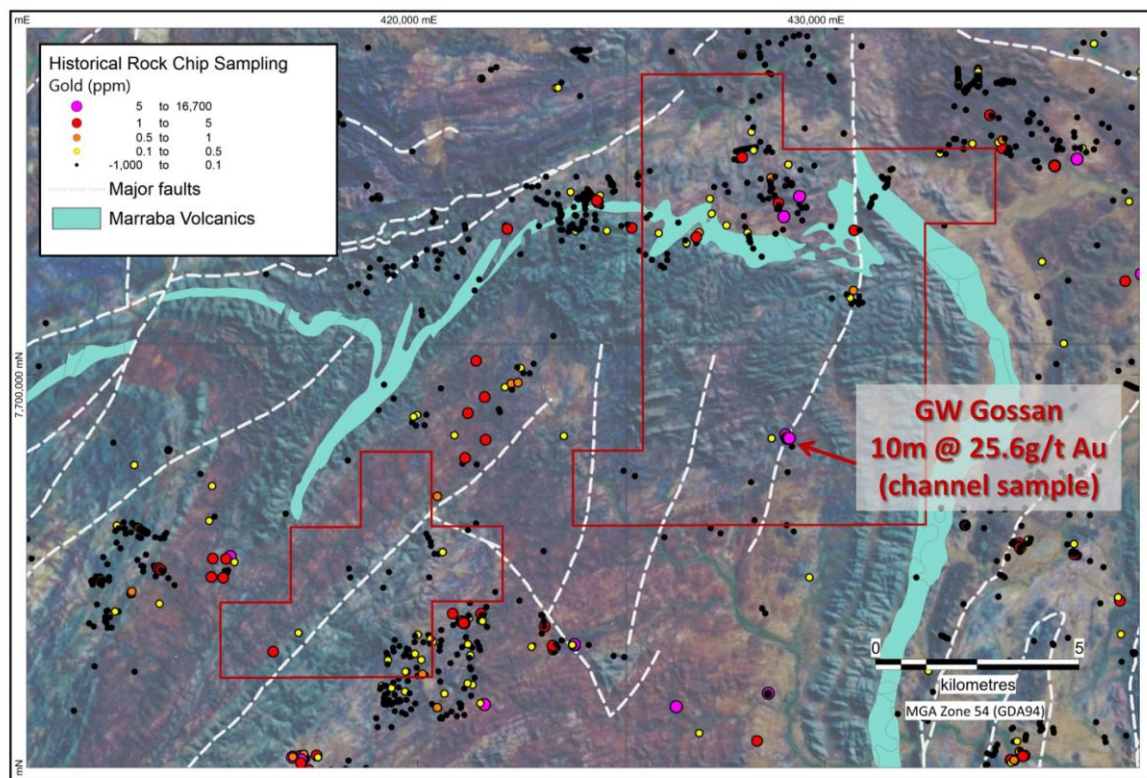 mE
420,000 mE
430,000 mE
Historical Rock Chip Sampling
Gold (ppm)
5 to 16,700
1 to 5
0.5 to 1
0.1 to 0.5
-1,000 to 0.1
Major faults
Marraba Volcanics
7,700,000 mN
GW Gossan
10m @ 25.6g/t Au
(channel sample)
0 5
kilometres
MGA Zone 54 (GDA94)
mN